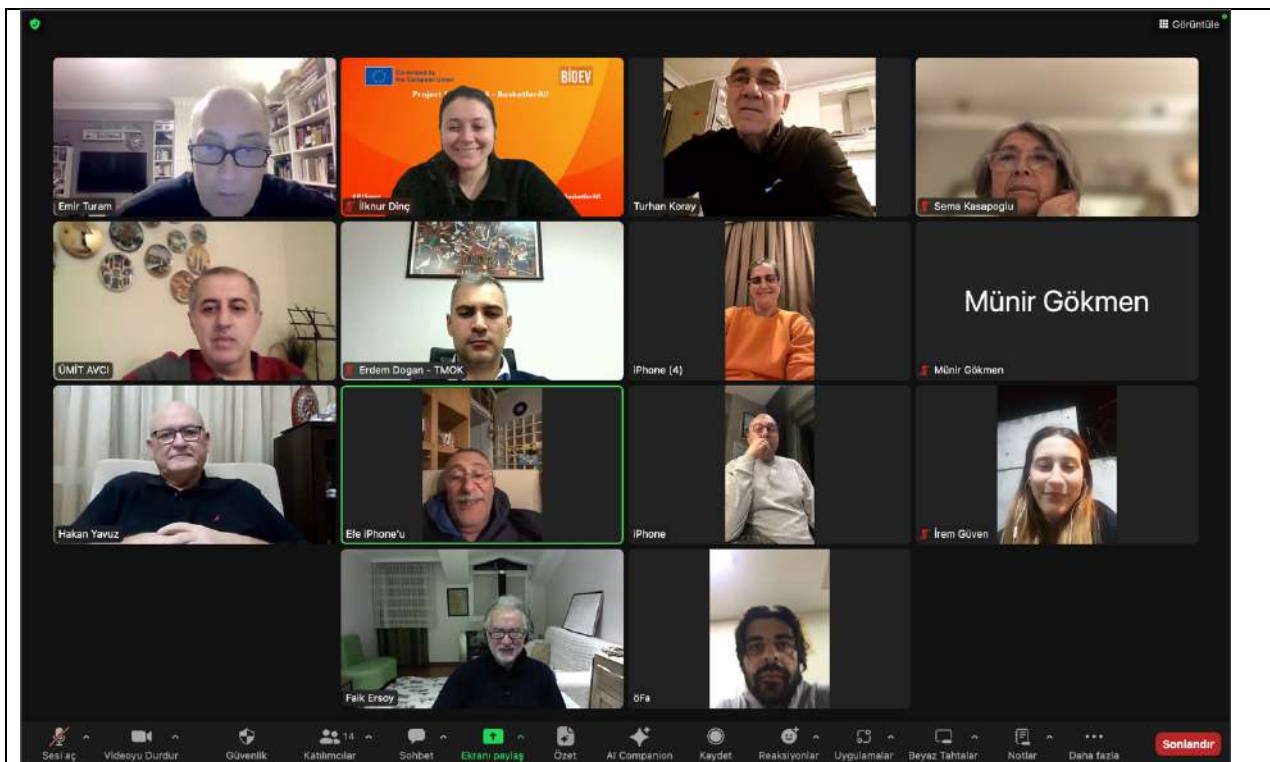 Görüntüle
Co-funded by
the European Union
BİDEV
Emir Turam
İlknur Dinç
Turhan Koray
Sema Kasapoglu
ÜMİT AVCI
Erdem Dogan - TMOK
iPhone (4)
Münir Gökmen
Münir Gökmen
Hakan Yavuz
Efe iPhone'u
iPhone
İrem Güven
Faik Ersoy
öFa
Sesi aç
Videoyu Durdur
Güvenlik
Katılımcılar
14
Sohbet
Ekranı paylaş
Özet
AI Companion
Kaydet
Reaksiyonlar
Uygulamalar
Beyaz Tahtalar
Notlar
Daha fazla
Sonlandır